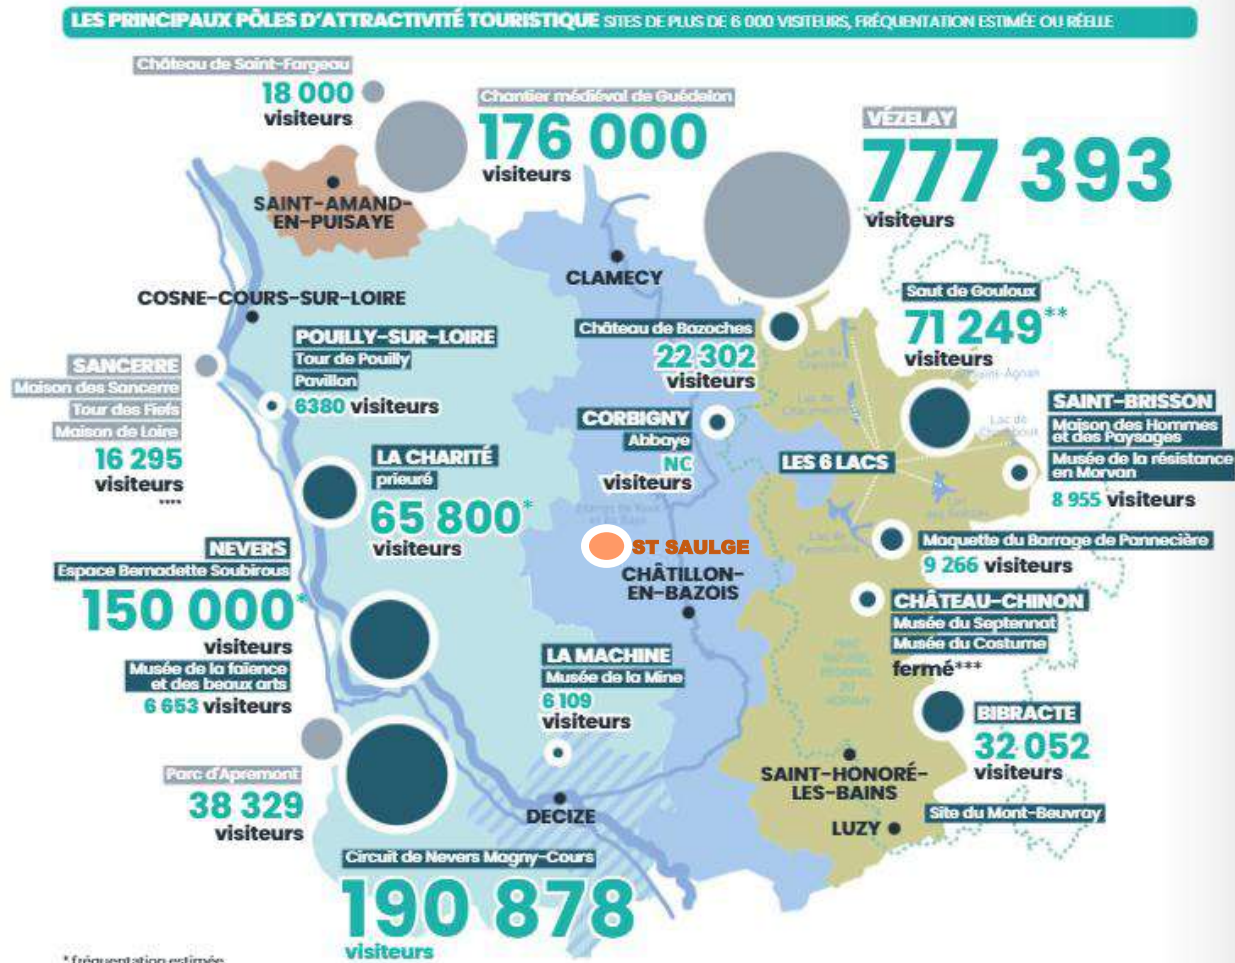 LES PRINCIPAUX PÔLES D'ATTRACTIVITÉ TOURISTIQUE SITES DE PLUS DE 6 000 VISITEURS, FRÉQUENTATION ESTIMÉE OU RÉELLE
Château de Saint-Fargeau
18 000
visiteurs
Chantier médiéval de Guédelon
176 000
visiteurs
VÉZELAY
777 393
visiteurs
SAINT-AMAND-
EN-PUISAYE
CLAMECY
COSNE-COURS-SUR-LOIRE
Saut de Gouloux
71 249**
visiteurs
Château de Bazoches
22 302
visiteurs
POUILLY-SUR-LOIRE
Tour de Pouilly
Pavillon
6380 visiteurs
SANCERRE
Maison des Sancerre
Tour des Fiefs
Maison de Loire
16 295
visiteurs
****
CORBIGNY
Abbaye
NC
visiteurs
SAINT-BRISSON
Maison des Hommes
et des Paysages
Musée de la résistance
en Morvan
8 955 visiteurs
LES 6 LACS
LA CHARITÉ
prieuré
65 800*
visiteurs
ST SAULGE
CHÂTILLON-
EN-BAZOIS
Maquette du Barrage de Pannecière
9 266 visiteurs
NEVERS
Espace Bernadette Soubirous
150 000*
visiteurs
Musée de la faïence
et des beaux arts
6 653 visiteurs
CHÂTEAU-CHINON
Musée du Septennat
Musée du Costume
fermé***
LA MACHINE
Musée de la Mine
6 109
visiteurs
BIBRACTE
32 052
visiteurs
Site du Mont-Beuvray
Parc d'Apremont
38 329
visiteurs
SAINT-HONORÉ-
LES-BAINS
LUZY
DECIZE
Circuit de Nevers Magny-Cours
190 878
visiteurs
* fréquentation estimée